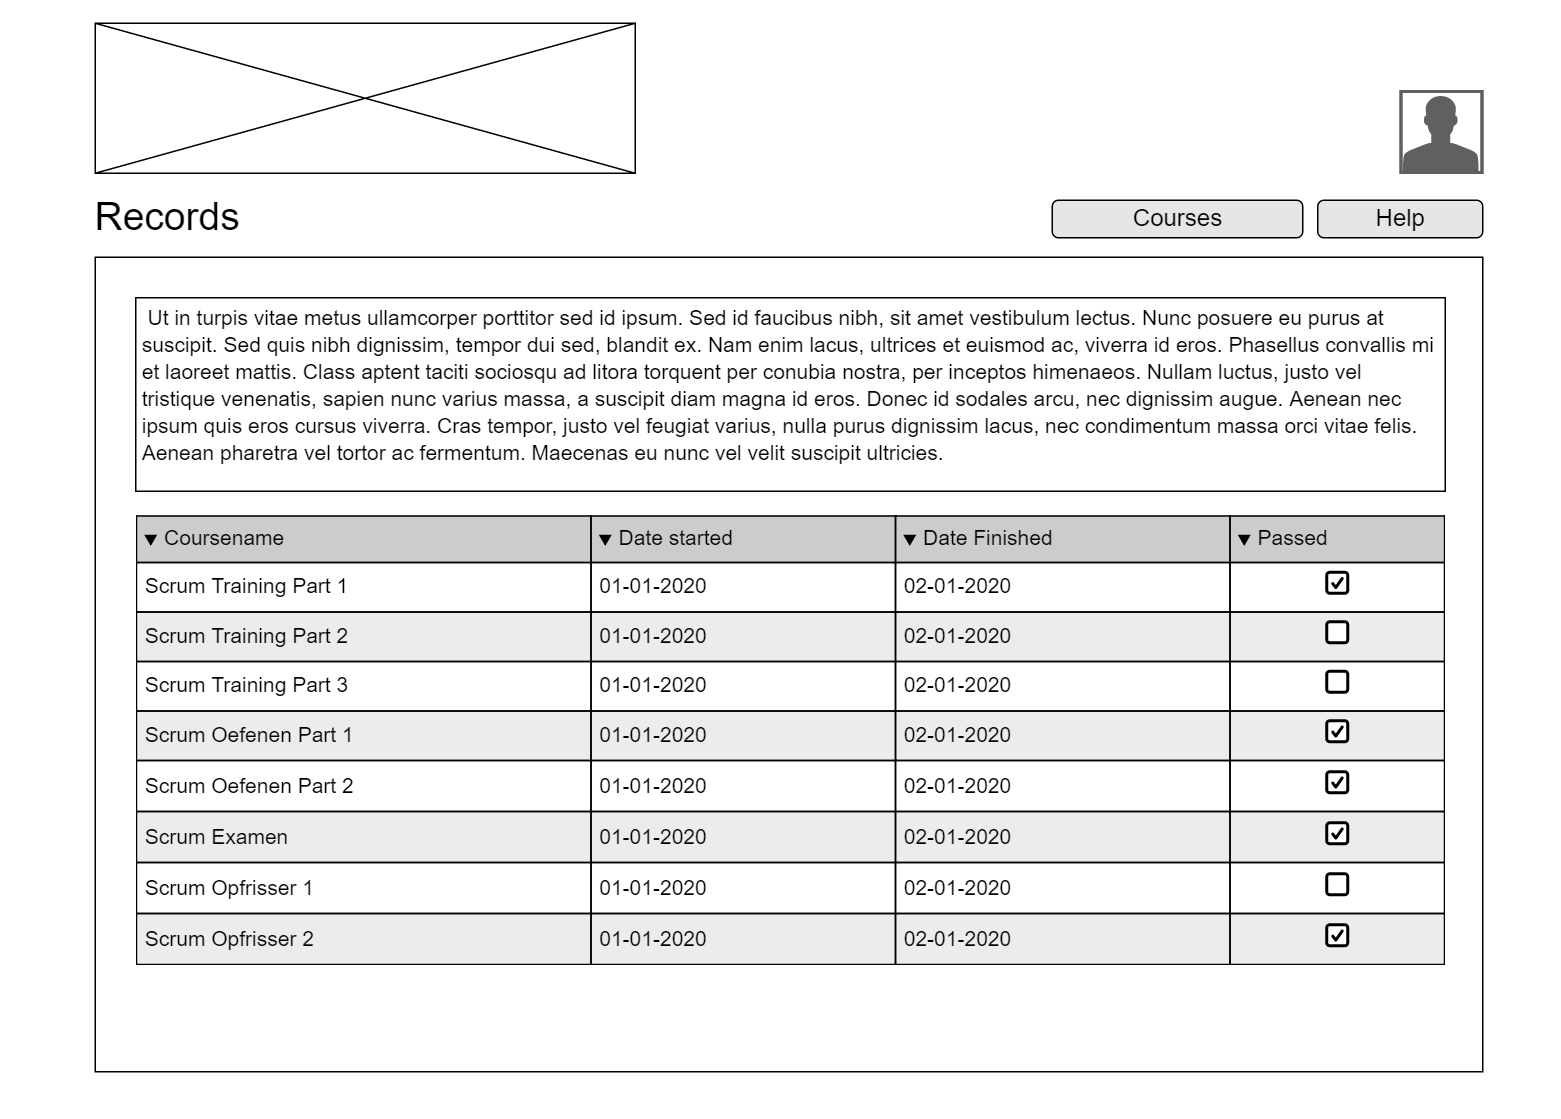 Records
Courses
Help
Ut in turpis vitae metus ullamcorper porttitor sed id ipsum. Sed id faucibus nibh, sit amet vestibulum lectus. Nunc posuere eu purus at
suscipit. Sed quis nibh dignissim, tempor dui sed, blandit ex. Nam enim lacus, ultrices et euismod ac, viverra id eros. Phasellus convallis mi
et laoreet mattis. Class aptent taciti sociosqu ad litora torquent per conubia nostra, per inceptos himenaeos. Nullam luctus, justo vel
tristique venenatis, sapien nunc varius massa, a suscipit diam magna id eros. Donec id sodales arcu, nec dignissim augue. Aenean nec
ipsum quis eros cursus viverra. Cras tempor, justo vel feugiat varius, nulla purus dignissim lacus, nec condimentum massa orci vitae felis.
Aenean pharetra vel tortor ac fermentum. Maecenas eu nunc vel velit suscipit ultricies.
Coursename Date started Date Finished Passed
Scrum Training Part 1 01-01-2020 02-01-2020
Scrum Training Part 2 01-01-2020 02-01-2020
Scrum Training Part 3 01-01-2020 02-01-2020
Scrum Oefenen Part 1 01-01-2020 02-01-2020
Scrum Oefenen Part 2 01-01-2020 02-01-2020
Scrum Examen 01-01-2020 02-01-2020
Scrum Opfrisser 1 01-01-2020 02-01-2020
Scrum Opfrisser 2 01-01-2020 02-01-2020